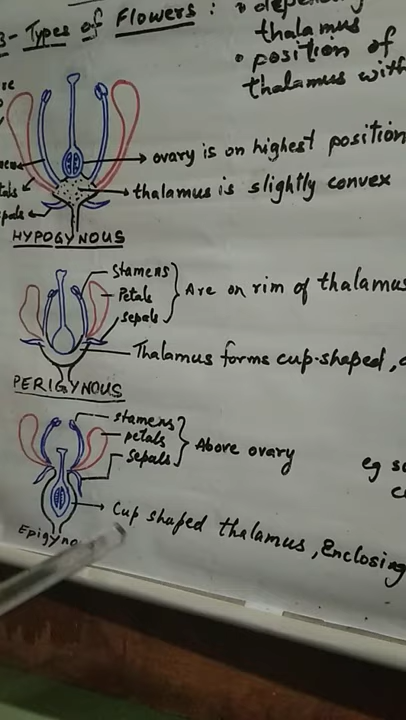 3- Types of Flowers :
thalamus
• position of
thalamus with
ovary is on highest position
thalamus is slightly convex
HYPOGYNOUS
stamens
Petals
sepals
Are on rim of thalamus
Thalamus forms cup-shaped,
PERIGYNOUS
stamens
petals
sepals
Above ovary
eg
Cup shaped thalamus, Enclosing